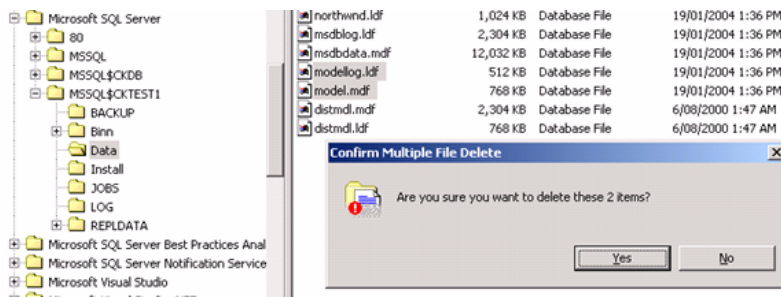 Microsoft SQL Server
80
MSSQL
MSSQL$CKDB
MSSQL$CKTEST1
BACKUP
Binn
Data
Install
JOBS
LOG
REPLDATA
Microsoft SQL Server Best Practices Anal
Microsoft SQL Server Notification Service
Microsoft Visual Studio
northwnd.ldf 1,024 KB Database File 19/01/2004 1:36 PM
msdblog.ldf 2,304 KB Database File 19/01/2004 1:36 PM
msdbdata.mdf 12,032 KB Database File 19/01/2004 1:36 PM
modellog.ldf 512 KB Database File 19/01/2004 1:36 PM
model.mdf 768 KB Database File 19/01/2004 1:36 PM
distmdl.mdf 2,304 KB Database File 6/08/2000 1:47 AM
distmdl.ldf 768 KB Database File 6/08/2000 1:47 AM
Confirm Multiple File Delete
Are you sure you want to delete these 2 items?
Yes No